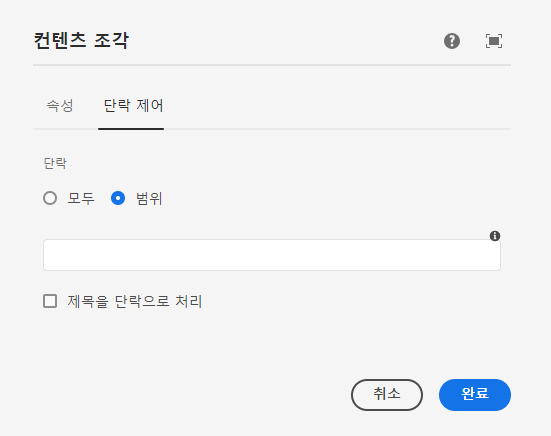 컨텐츠 조각
속성 단락 제어
단락
모두 범위
제목을 단락으로 처리
취소 완료